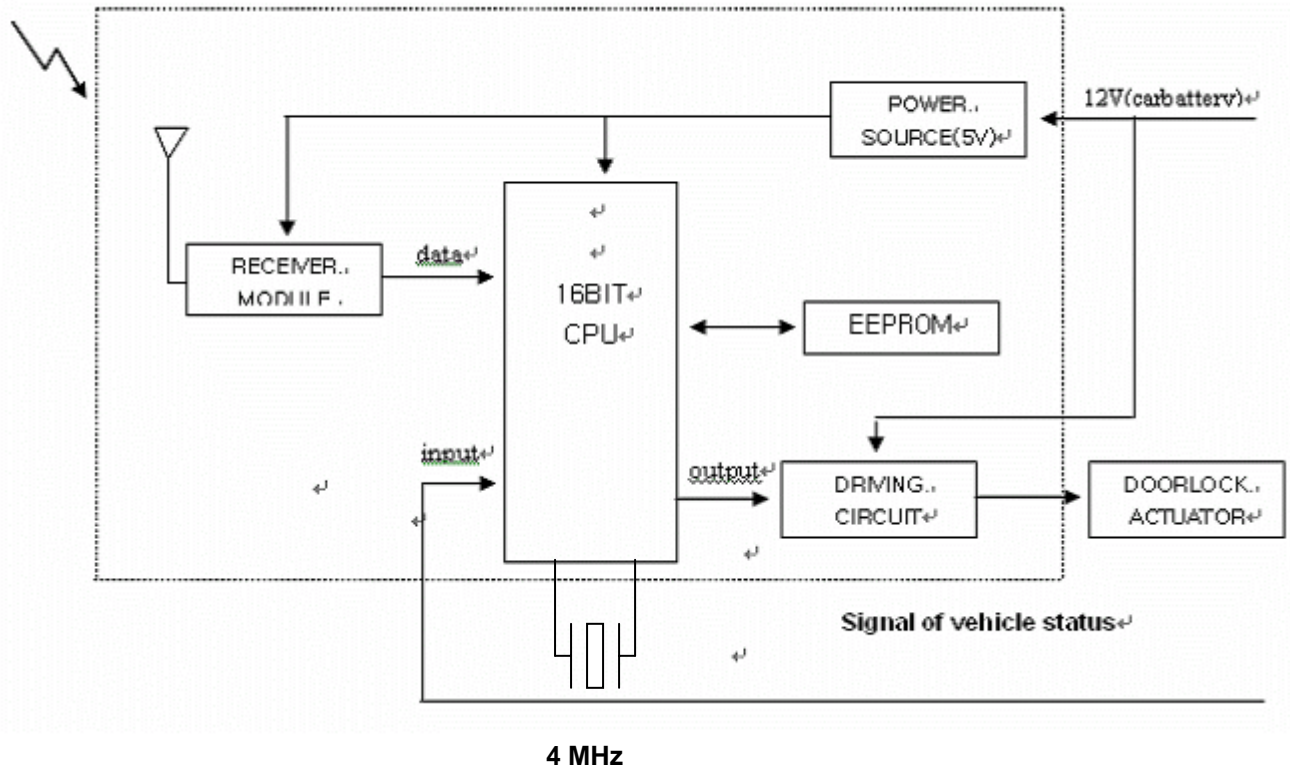 POWER.
SOURCE(5V)↵
12V(carbattery)↵
RECEIVER.
MODULE.
data↵
16BIT↵
CPU↵
EEPROM↵
input↵
output↵
DRIVING.
CIRCUIT↵
DOORLOCK.
ACTUATOR↵
Signal of vehicle status↵
4 MHz